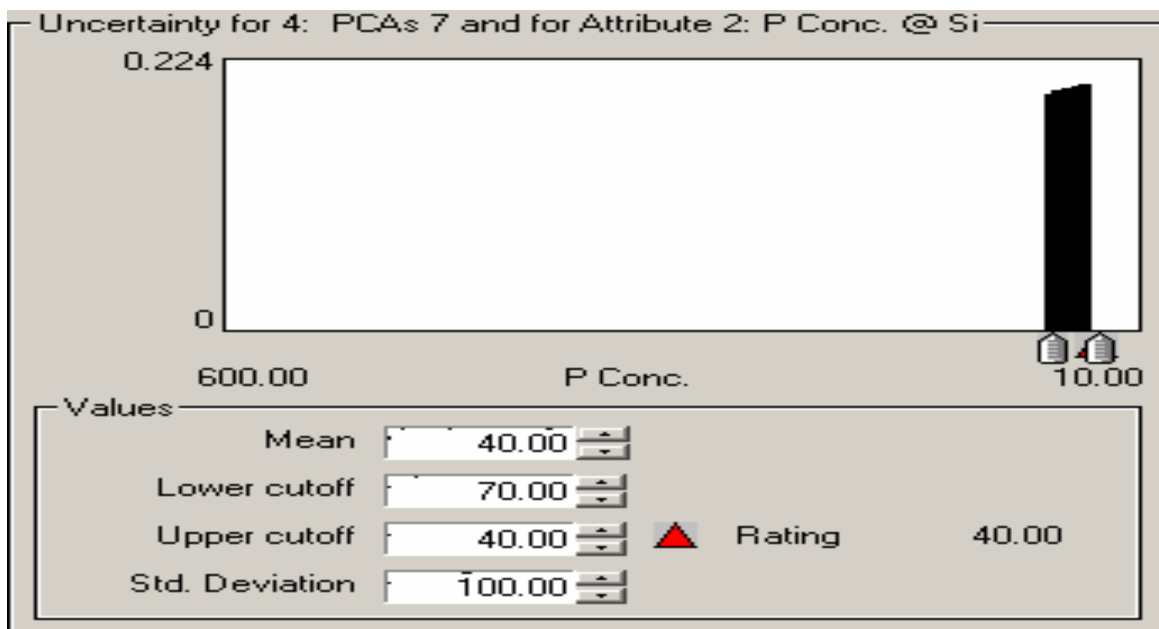 Uncertainty for 4: PCAs 7 and for Attribute 2: P Conc. @ Si
0.224
0
600.00 P Conc. 10.00
Values
Mean 40.00
Lower cutoff 70.00
Upper cutoff 40.00 Rating 40.00
Std. Deviation 100.00